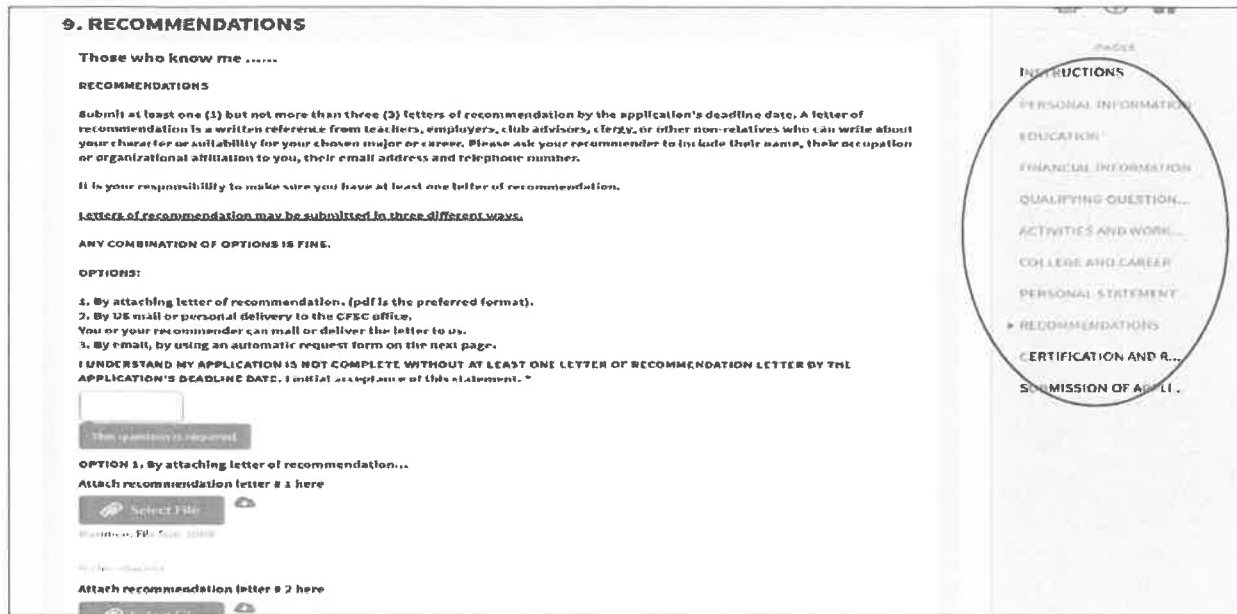 9. RECOMMENDATIONS
Those who know me ......
RECOMMENDATIONS
Submit at least one (1) but not more than three (3) letters of recommendation by the application's deadline date. A letter of
recommendation is a written reference from teachers, employers, club advisors, clergy, or other non-relatives who can write about
your character or suitability for your chosen major or career. Please ask your recommender to include their name, their occupation
or organizational affiliation to you, their email address and telephone number.
It is your responsibility to make sure you have at least one letter of recommendation.
Letters of recommendation may be submitted in three different ways.
ANY COMBINATION OF OPTIONS IS FINE.
OPTIONS:
1. By attaching letter of recommendation. (pdf is the preferred format).
2. By US mail or personal delivery to the CFSC office.
You or your recommender can mail or deliver the letter to us.
3. By email, by using an automatic request form on the next page.
I UNDERSTAND MY APPLICATION IS NOT COMPLETE WITHOUT AT LEAST ONE LETTER OF RECOMMENDATION LETTER BY THE
APPLICATION'S DEADLINE DATE. I initial acceptance of this statement. *
This question is required
OPTION 1. By attaching letter of recommendation...
Attach recommendation letter # 1 here
Select File
File
Attach recommendation letter # 2 here
Select File
PAGES
INSTRUCTIONS
PERSONAL INFORMATION
EDUCATION
FINANCIAL INFORMATION
QUALIFYING QUESTION...
ACTIVITIES AND WORK...
COLLEGE AND CAREER
PERSONAL STATEMENT
RECOMMENDATIONS
CERTIFICATION AND R...
SUBMISSION OF APPLI...